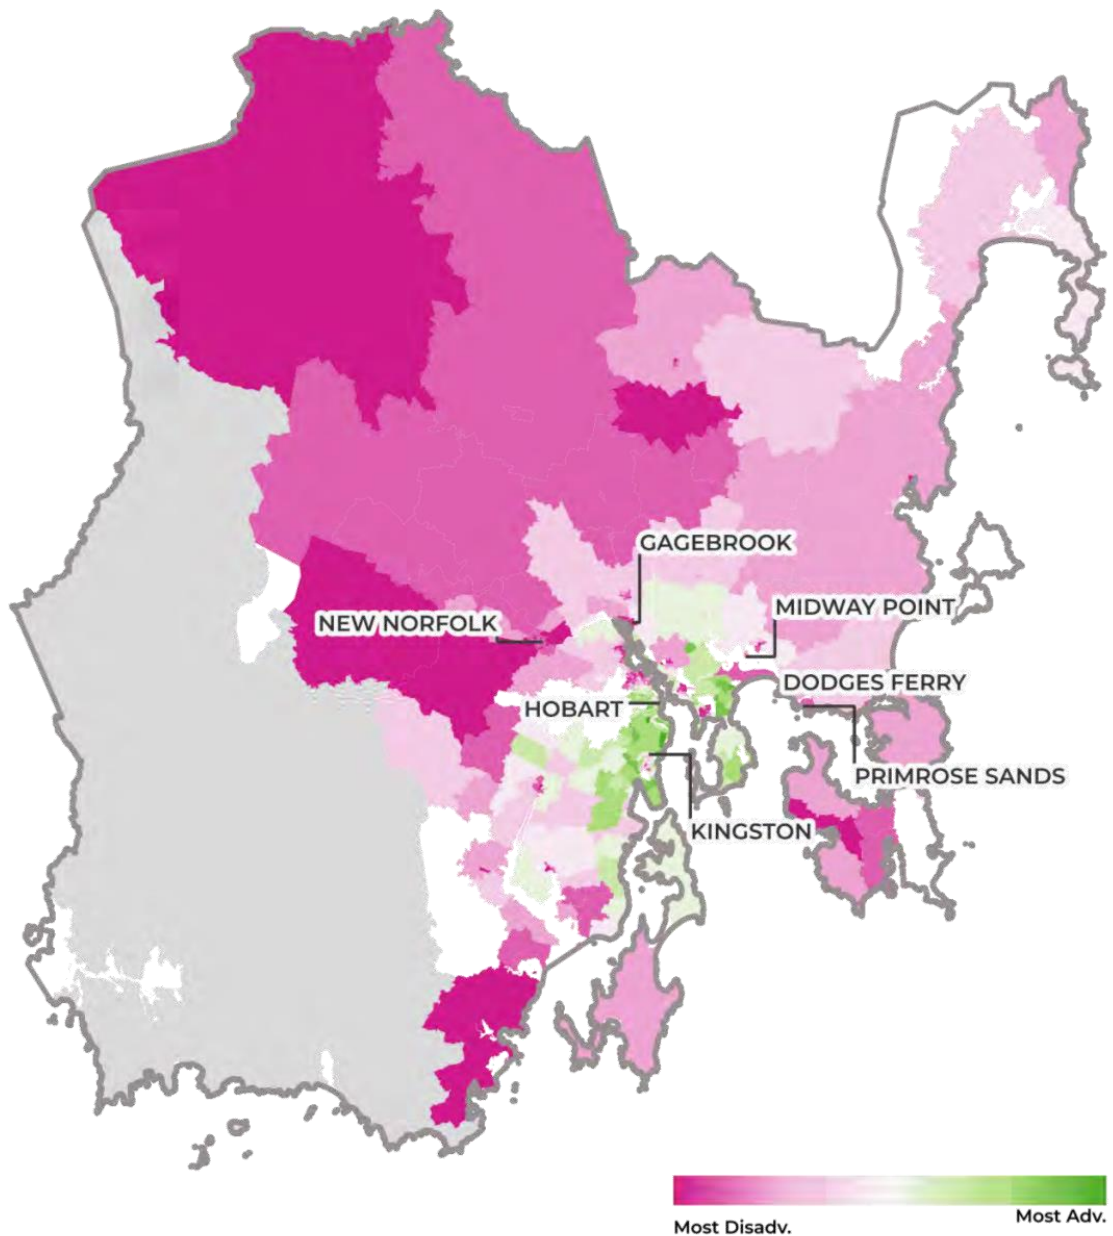 GAGEBROOK
MIDWAY POINT
NEW NORFOLK
DODGES FERRY
HOBART
PRIMROSE SANDS
KINGSTON
Most Disadv.
Most Adv.